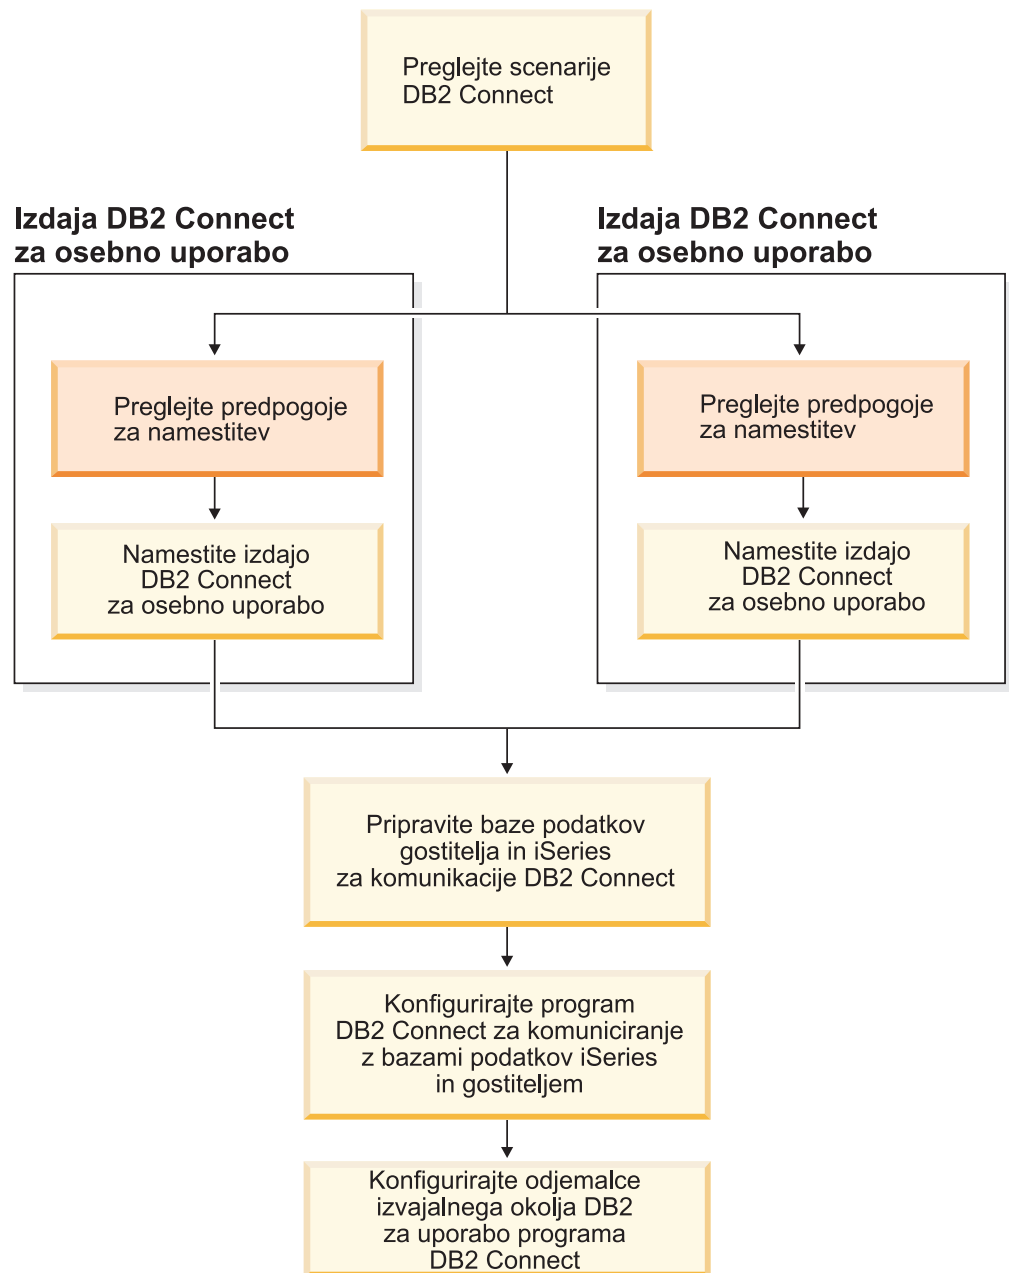 Preglejte scenarije
DB2 Connect
Izdaja DB2 Connect
za osebno uporabo
Preglejte predpogoje
za namestitev
Namestite izdajo
DB2 Connect
za osebno uporabo
Izdaja DB2 Connect
za osebno uporabo
Preglejte predpogoje
za namestitev
Namestite izdajo
DB2 Connect
za osebno uporabo
Pripravite baze podatkov
gostitelja in iSeries
za komunikacije DB2 Connect
Konfigurirajte program
DB2 Connect za komuniciranje
z bazami podatkov iSeries
in gostiteljem
Konfigurirajte odjemalce
izvajalnega okolja DB2
za uporabo programa
DB2 Connect